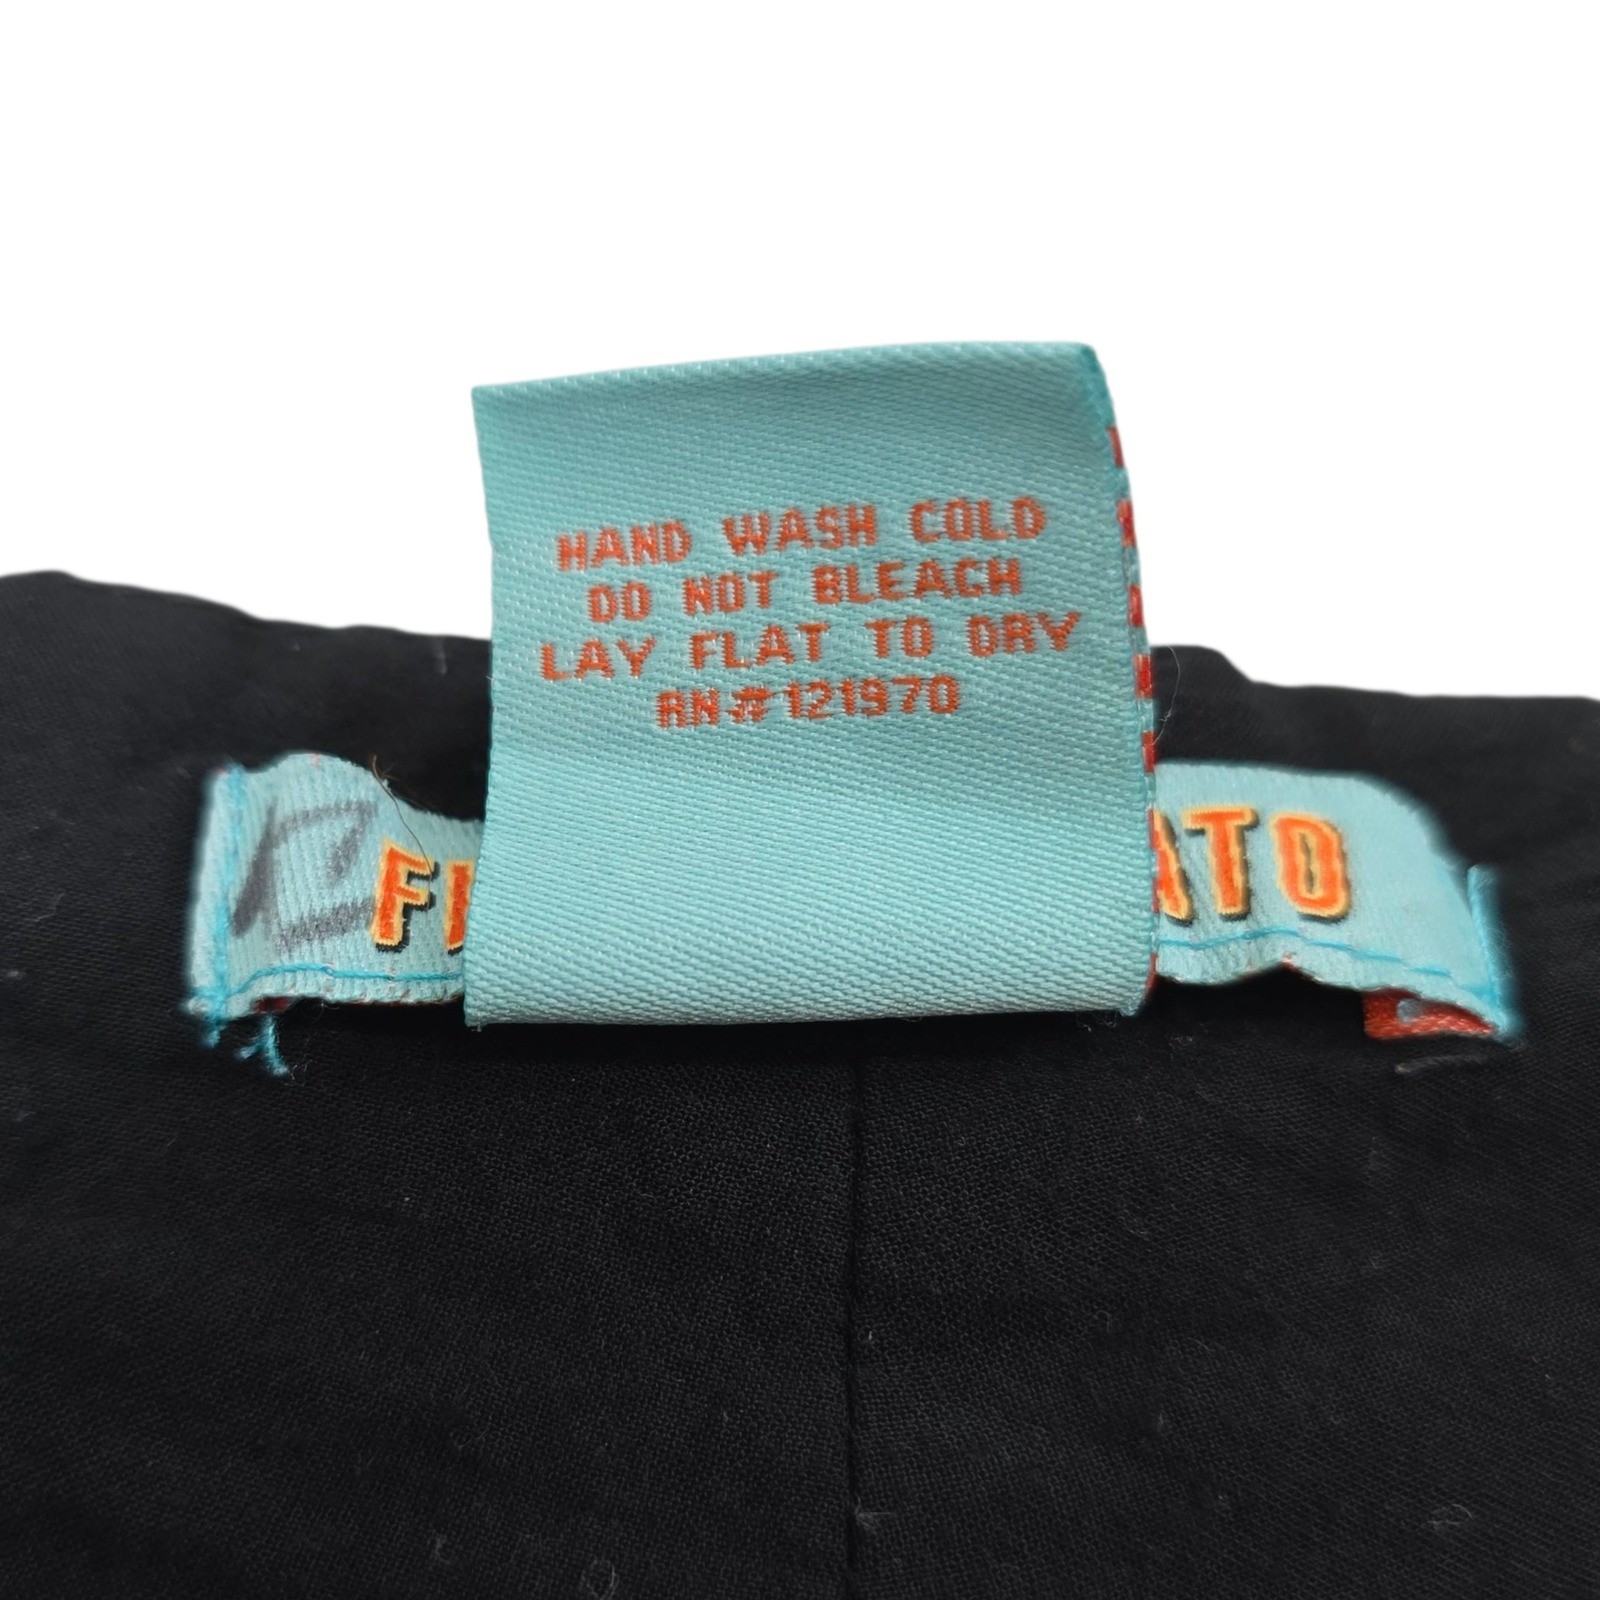 HAND WASH COLD
DO NOT BLEACH
LAY FLAT TO DRY
RN#121970